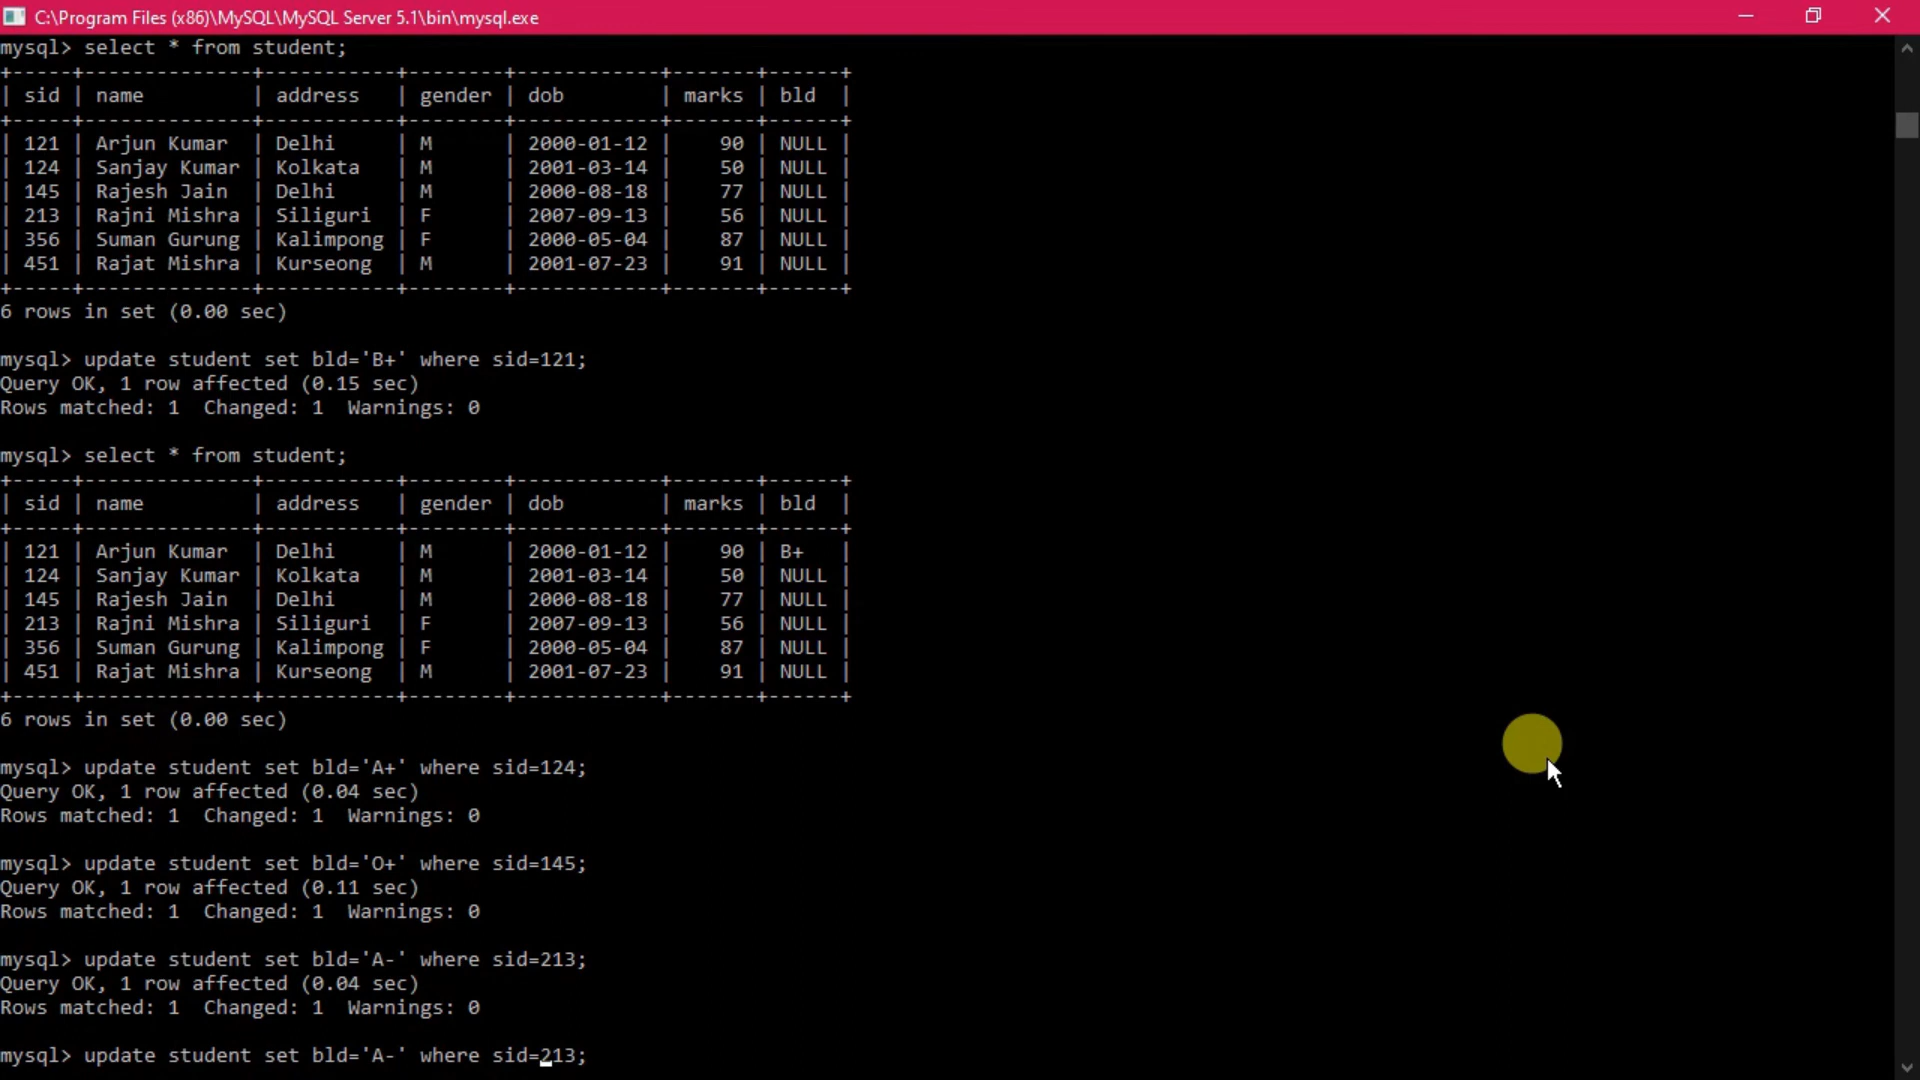 C:\Program Files (x86)\MySQL\MySQL Server 5.1\bin\mysql.exe
mysql> select * from student;
+-----+--------------+------------+--------+------------+-------+------+
| sid | name         | address   | gender | dob        | marks | bld  |
+-----+--------------+-----------+--------+------------+-------+------+
| 121 | Arjun Kumar  | Delhi     | M      | 2000-01-12 |    90 | NULL |
| 124 | Sanjay Kumar | Kolkata   | M      | 2001-03-14 |    50 | NULL |
| 145 | Rajesh Jain  | Delhi     | M      | 2000-08-18 |    77 | NULL |
| 213 | Rajni Mishra | Siliguri  | F      | 2007-09-13 |    56 | NULL |
| 356 | Suman Gurung | Kalimpong | F      | 2000-05-04 |    87 | NULL |
| 451 | Rajat Mishra | Kurseong  | M      | 2001-07-23 |    91 | NULL |
+-----+--------------+-----------+--------+------------+-------+------+
6 rows in set (0.00 sec)
mysql> update student set bld='B+' where sid=121;
Query OK, 1 row affected (0.15 sec)
Rows matched: 1  Changed: 1  Warnings: 0
mysql> select * from student;
+-----+--------------+-----------+--------+------------+-------+------+
| sid | name         | address   | gender | dob        | marks | bld  |
+-----+--------------+-----------+--------+------------+-------+------+
| 121 | Arjun Kumar  | Delhi     | M      | 2000-01-12 |    90 | B+   |
| 124 | Sanjay Kumar | Kolkata   | M      | 2001-03-14 |    50 | NULL |
| 145 | Rajesh Jain  | Delhi     | M      | 2000-08-18 |    77 | NULL |
| 213 | Rajni Mishra | Siliguri  | F      | 2007-09-13 |    56 | NULL |
| 356 | Suman Gurung | Kalimpong | F      | 2000-05-04 |    87 | NULL |
| 451 | Rajat Mishra | Kurseong  | M      | 2001-07-23 |    91 | NULL |
+-----+--------------+-----------+--------+------------+-------+------+
6 rows in set (0.00 sec)
mysql> update student set bld='A+' where sid=124;
Query OK, 1 row affected (0.04 sec)
Rows matched: 1  Changed: 1  Warnings: 0
mysql> update student set bld='O+' where sid=145;
Query OK, 1 row affected (0.11 sec)
Rows matched: 1  Changed: 1  Warnings: 0
mysql> update student set bld='A-' where sid=213;
Query OK, 1 row affected (0.04 sec)
Rows matched: 1  Changed: 1  Warnings: 0
mysql> update student set bld='A-' where sid=213;